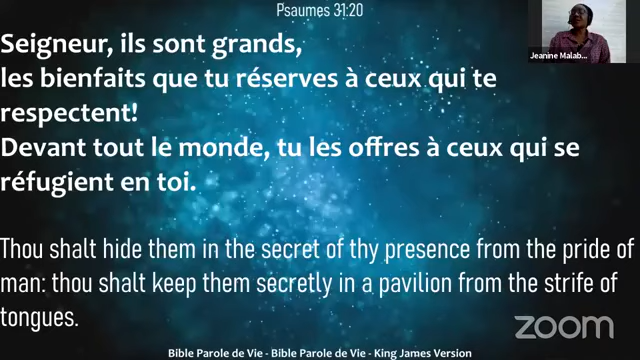 Psaumes 31:20
Jeanine Malab...
Seigneur, ils sont grands,
les bienfaits que tu réserves à ceux qui te
respectent!
Devant tout le monde, tu les offres à ceux qui se
réfugient en toi.
Thou shalt hide them in the secret of thy presence from the pride of
man: thou shalt keep them secretly in a pavilion from the strife of
tongues.
zoom
Bible Parole de Vie - Bible Parole de Vie - King James Version